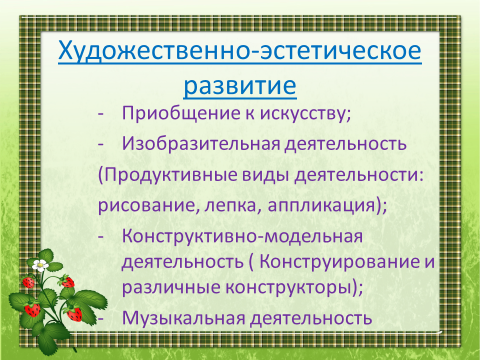 Художественно-эстетическое
развитие
- Приобщение к искусству;
- Изобразительная деятельность
(Продуктивные виды деятельности:
рисование, лепка, аппликация);
- Конструктивно-модельная
деятельность ( Конструирование и
различные конструкторы);
- Музыкальная деятельность